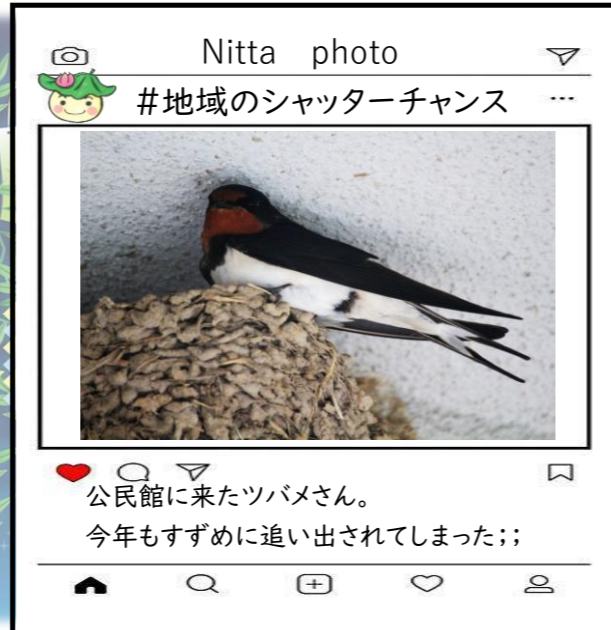 Nitta photo
#地域のシャッターチャンス
公民館に来たツバメさん。
今年もすずめに追い出されてしまった;;